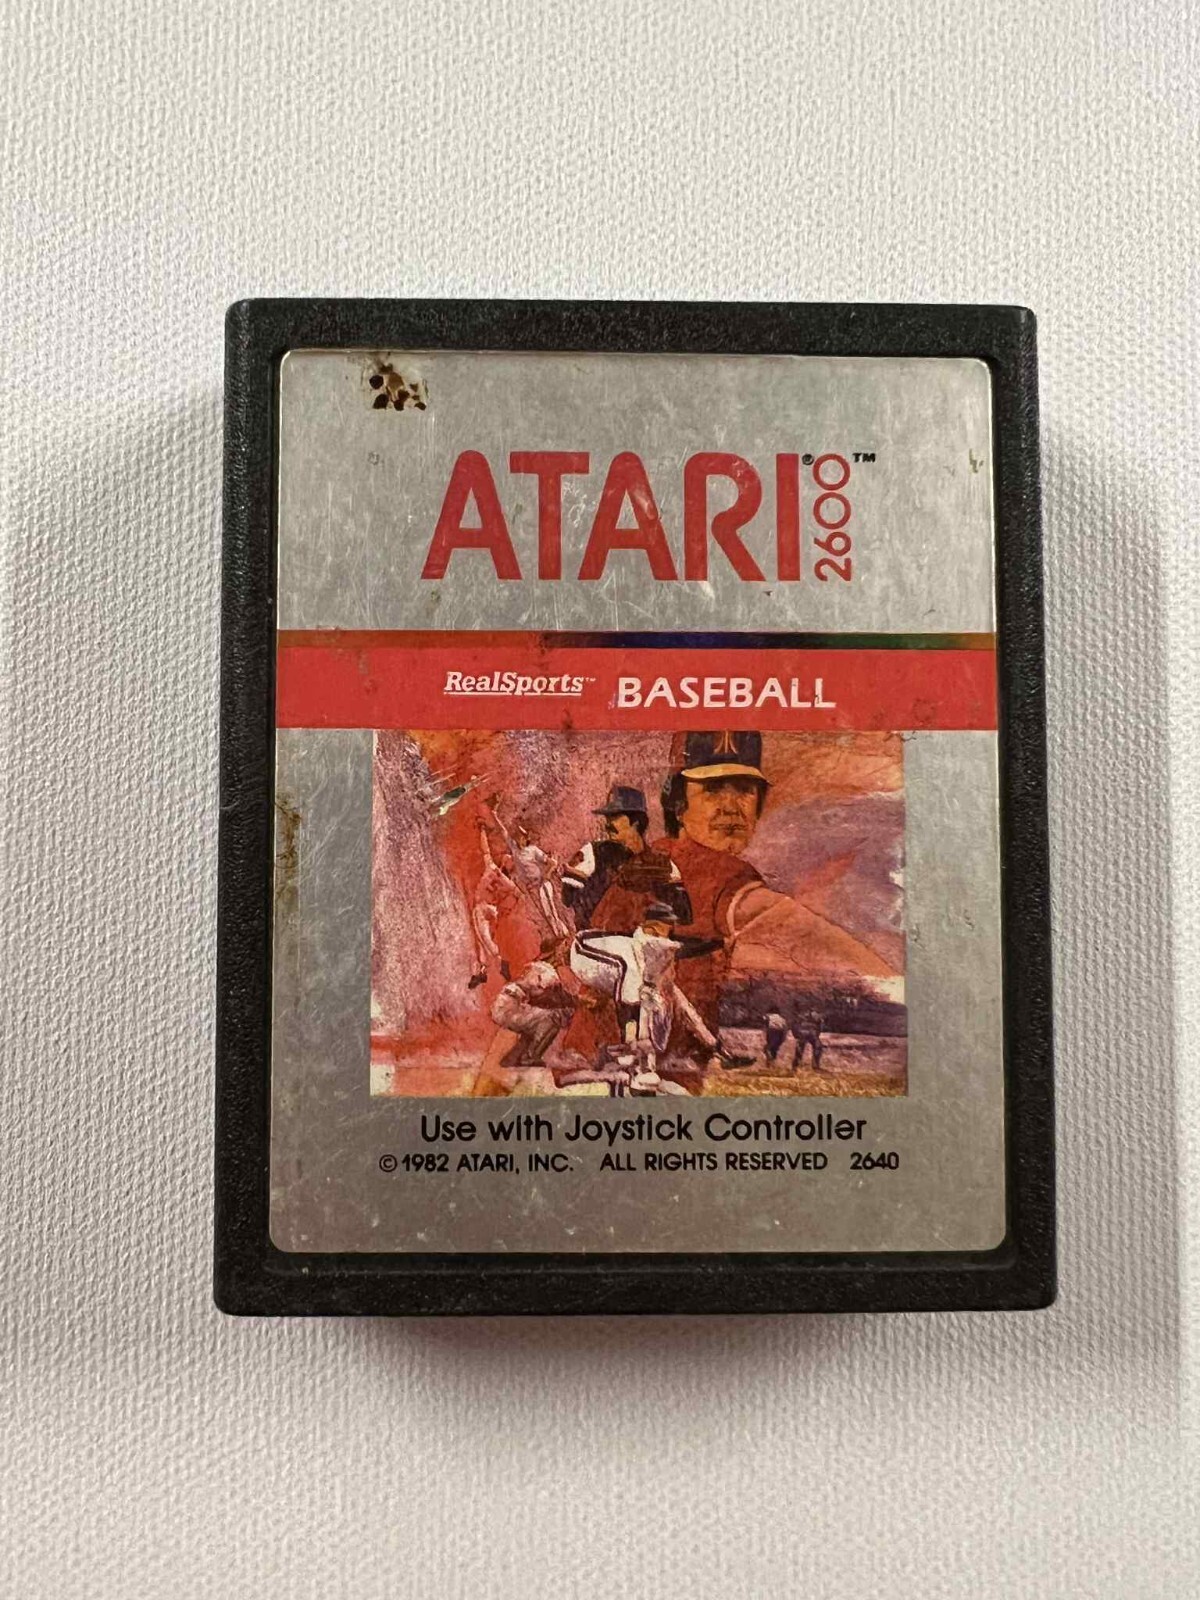 ATARI® 2600™
RealSports™ BASEBALL
Use with Joystick Controller
© 1982 ATARI, INC. ALL RIGHTS RESERVED 2640